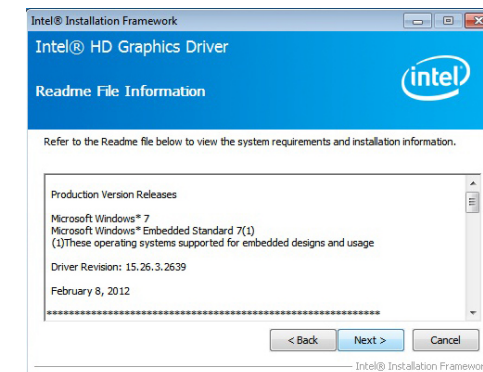 Intel® Installation Framework
Intel® HD Graphics Driver
intel
Readme File Information
Refer to the Readme file below to view the system requirements and installation information.
Production Version Releases
Microsoft Windows* 7
Microsoft Windows* Embedded Standard 7(1)
(1)These operating systems supported for embedded designs and usage
Driver Revision: 15.26.3.2639
February 8, 2012
****************************************************************
< Back Next > Cancel
Intel® Installation Framewor